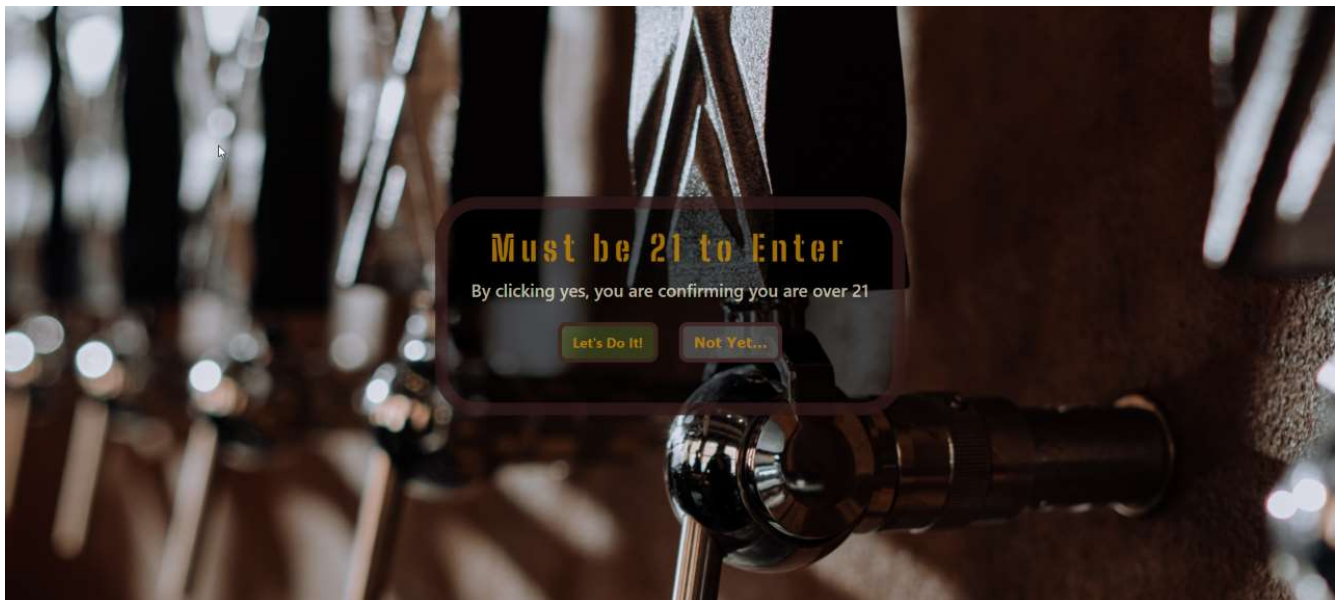 Must be 21 to Enter
By clicking yes, you are confirming you are over 21
Let's Do It!
Not Yet...